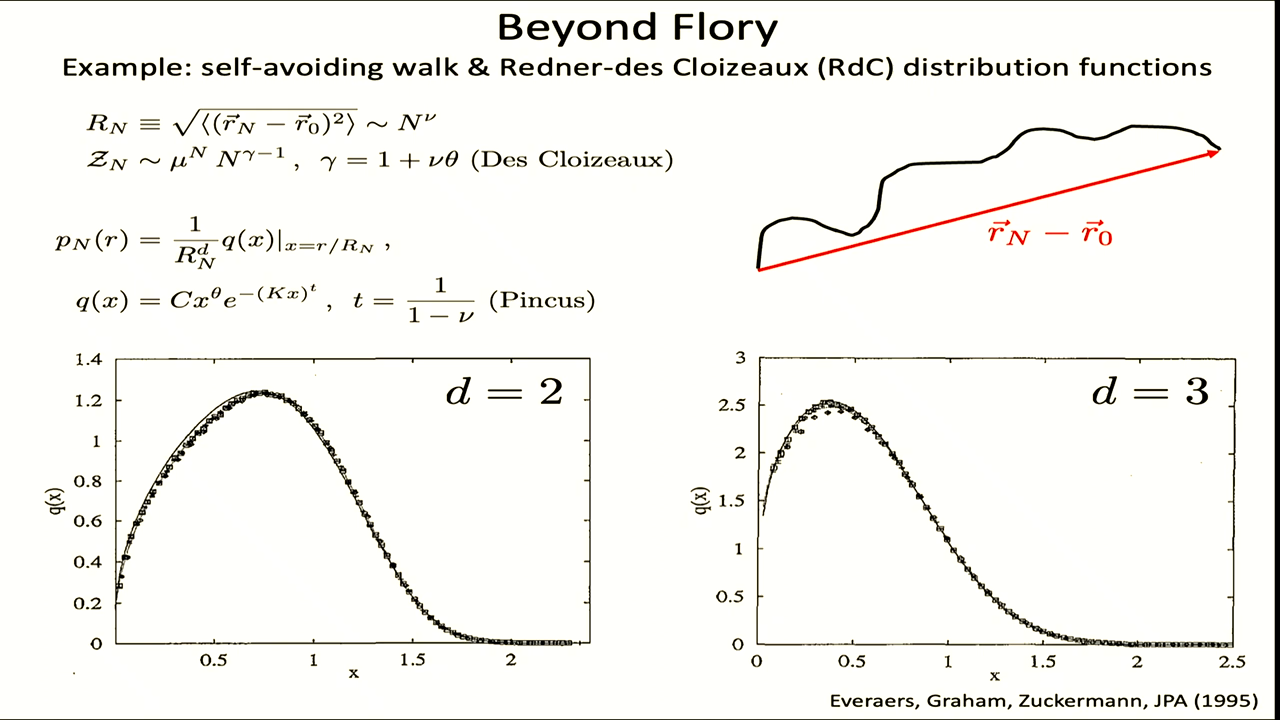 Beyond Flory
Example: self-avoiding walk & Redner-des Cloizeaux (RdC) distribution functions
R_N ≡ √⟨(r⃗_N − r⃗_0)²⟩ ∼ N^ν
𝒵_N ∼ μ^N N^{γ−1} , γ = 1 + νθ (Des Cloizeaux)
p_N(r) = 1/R_N^d q(x)|_{x=r/R_N} ,
q(x) = Cx^θ e^{−(Kx)^t} , t = 1/(1 − ν) (Pincus)
r⃗_N − r⃗_0
d = 2
1.4
1.2
1
0.8
0.6
0.4
0.2
0
q(x)
0.5 1 1.5 2
x
d = 3
3
2.5
2
1.5
1
0.5
0
q(x)
0 0.5 1 1.5 2 2.5
x
Everaers, Graham, Zuckermann, JPA (1995)